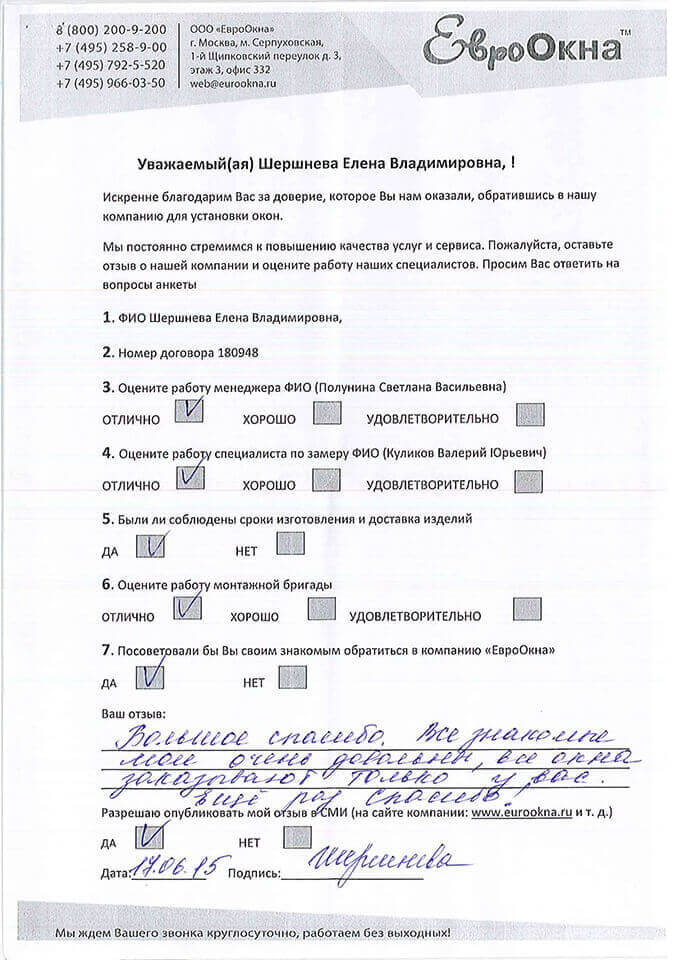 8 (800) 200-9-200
+7 (495) 258-9-00
+7 (495) 792-5-520
+7 (495) 966-03-50
ООО «ЕвроОкна»
г. Москва, м. Серпуховская,
1-й Щипковский переулок д. 3,
этаж 3, офис 332
web@eurookna.ru
ЕвроОкна™
Уважаемый(ая) Шершнева Елена Владимировна, !
Искренне благодарим Вас за доверие, которое Вы нам оказали, обратившись в нашу
компанию для установки окон.
Мы постоянно стремимся к повышению качества услуг и сервиса. Пожалуйста, оставьте
отзыв о нашей компании и оцените работу наших специалистов. Просим Вас ответить на
вопросы анкеты
1. ФИО Шершнева Елена Владимировна,
2. Номер договора 180948
3. Оцените работу менеджера ФИО (Полунина Светлана Васильевна)
ОТЛИЧНО ХОРОШО УДОВЛЕТВОРИТЕЛЬНО
4. Оцените работу специалиста по замеру ФИО (Куликов Валерий Юрьевич)
ОТЛИЧНО ХОРОШО УДОВЛЕТВОРИТЕЛЬНО
5. Были ли соблюдены сроки изготовления и доставка изделий
ДА НЕТ
6. Оцените работу монтажной бригады
ОТЛИЧНО ХОРОШО УДОВЛЕТВОРИТЕЛЬНО
7. Посоветовали бы Вы своим знакомым обратиться в компанию «ЕвроОкна»
ДА НЕТ
Ваш отзыв:
Большое спасибо. Все знакомые
мои очень довольны, все окна
заказывают только у вас.
Ещё раз спасибо!
Разрешаю опубликовать мой отзыв в СМИ (на сайте компании: www.eurookna.ru и т. д.)
ДА НЕТ
Дата: 17.06.15 Подпись: Шершнева
Мы ждем Вашего звонка круглосуточно, работаем без выходных!